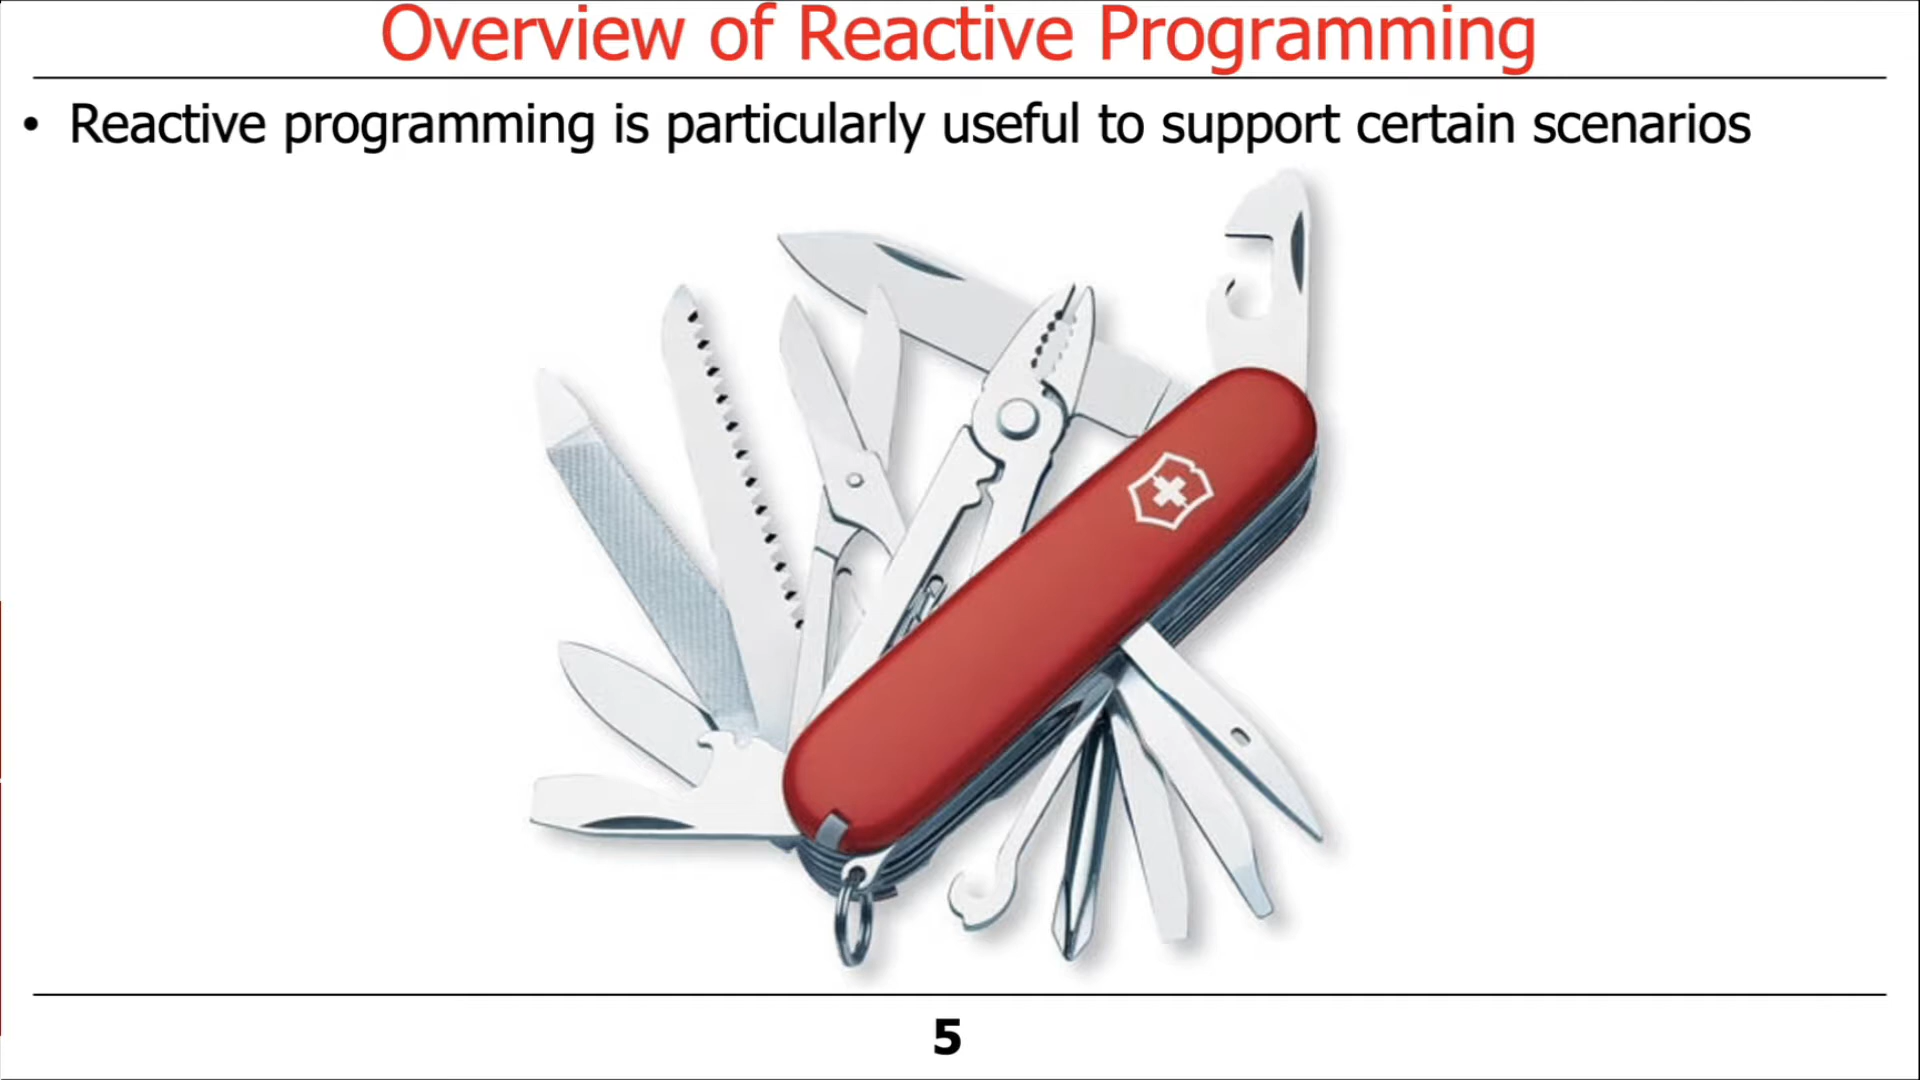 Overview of Reactive Programming
• Reactive programming is particularly useful to support certain scenarios
5